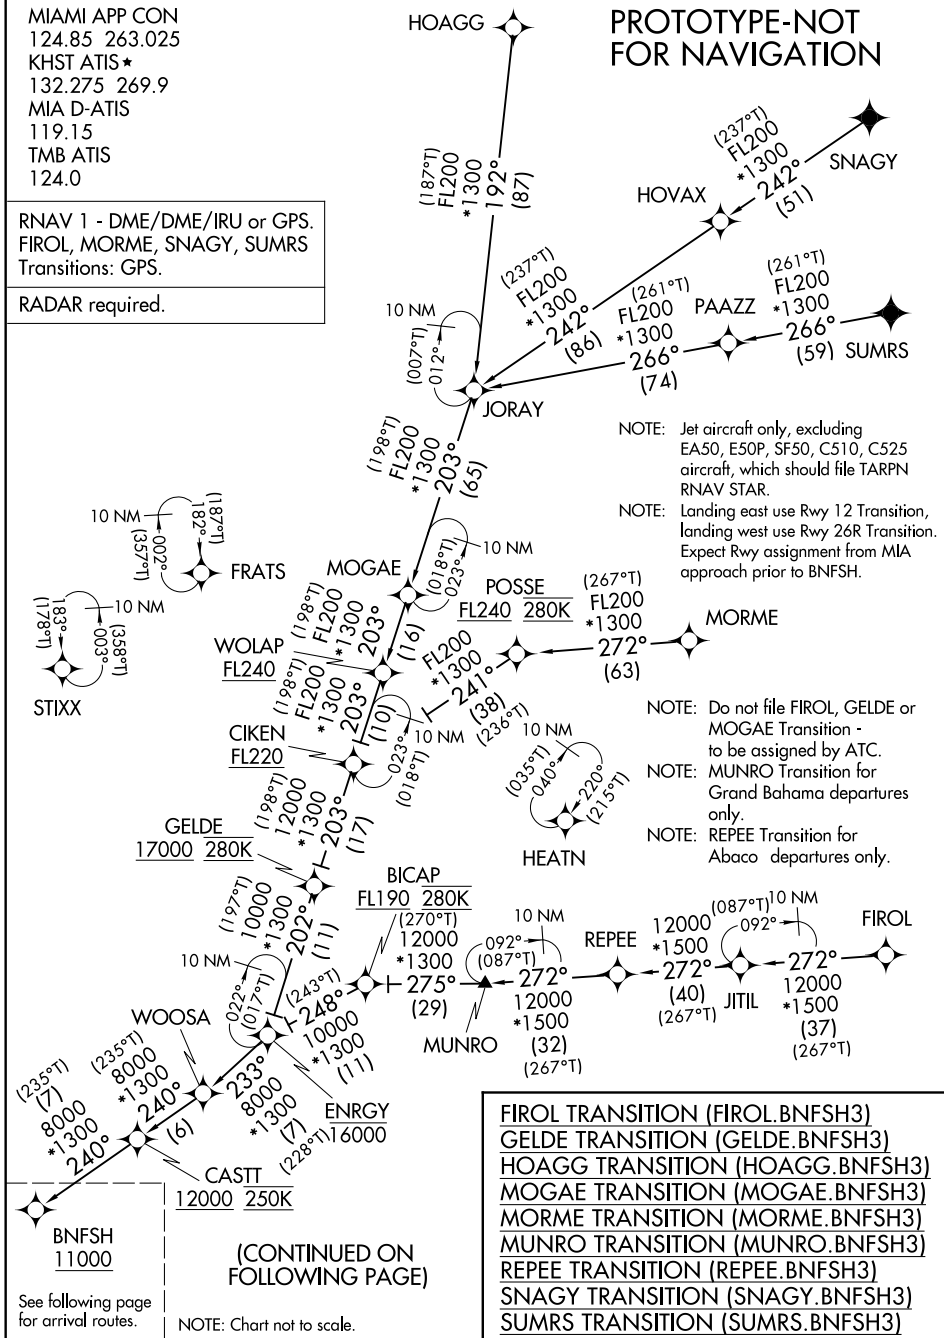 MIAMI APP CON
124.85 263.025
KHST ATIS★
132.275 269.9
MIA D-ATIS
119.15
TMB ATIS
124.0
PROTOTYPE-NOT
FOR NAVIGATION
RNAV 1 - DME/DME/IRU or GPS.
FIROL, MORME, SNAGY, SUMRS
Transitions: GPS.
RADAR required.
HOAGG
(187°T)
FL200
*1300
192°
(87)
SNAGY
(237°T)
FL200
*1300
242°
(51)
HOVAX
(237°T)
FL200
*1300
242°
(86)
SUMRS
(261°T)
FL200
*1300
266°
(59)
PAAZZ
(261°T)
FL200
*1300
266°
(74)
10 NM
(007°T)
012°
JORAY
(198°T)
FL200
*1300
203°
(65)
NOTE: Jet aircraft only, excluding
EA50, E50P, SF50, C510, C525
aircraft, which should file TARPN
RNAV STAR.
NOTE: Landing east use Rwy 12 Transition,
landing west use Rwy 26R Transition.
Expect Rwy assignment from MIA
approach prior to BNFSH.
10 NM
(187°T)
182°
002°
(357°T)
FRATS
10 NM
183°
(178°T)
003°
(358°T)
STIXX
MOGAE
(018°T)
023°
10 NM
(198°T)
FL200
*1300
203°
(16)
WOLAP
FL240
(198°T)
FL200
*1300
203°
(10)
POSSE
FL240 280K
(267°T)
FL200
*1300
272°
(63)
MORME
FL200
*1300
241°
(38)
(236°T)
CIKEN
FL220
10 NM
023°
(018°T)
(198°T)
12000
*1300
203°
(17)
10 NM
(035°T)
040°
220°
(215°T)
HEATN
NOTE: Do not file FIROL, GELDE or
MOGAE Transition -
to be assigned by ATC.
NOTE: MUNRO Transition for
Grand Bahama departures
only.
NOTE: REPEE Transition for
Abaco departures only.
GELDE
17000 280K
(197°T)
10000
*1300
202°
(11)
BICAP
FL190 280K
(270°T)
12000
*1300
275°
(29)
10 NM
092°
(087°T)
MUNRO
272°
12000
*1500
(32)
(267°T)
REPEE
12000
*1500
272°
(40)
(267°T)
(087°T)
10 NM
092°
JITIL
272°
12000
*1500
(37)
(267°T)
FIROL
10 NM
022°
(017°T)
(243°T)
248°
10000
*1300
(11)
ENRGY
16000
WOOSA
233°
8000
*1300
(7)
(228°T)
(235°T)
8000
*1300
240°
(6)
CASTT
12000 250K
(235°T)
(7)
8000
*1300
240°
BNFSH
11000
See following page
for arrival routes.
(CONTINUED ON
FOLLOWING PAGE)
NOTE: Chart not to scale.
FIROL TRANSITION (FIROL.BNFSH3)
GELDE TRANSITION (GELDE.BNFSH3)
HOAGG TRANSITION (HOAGG.BNFSH3)
MOGAE TRANSITION (MOGAE.BNFSH3)
MORME TRANSITION (MORME.BNFSH3)
MUNRO TRANSITION (MUNRO.BNFSH3)
REPEE TRANSITION (REPEE.BNFSH3)
SNAGY TRANSITION (SNAGY.BNFSH3)
SUMRS TRANSITION (SUMRS.BNFSH3)